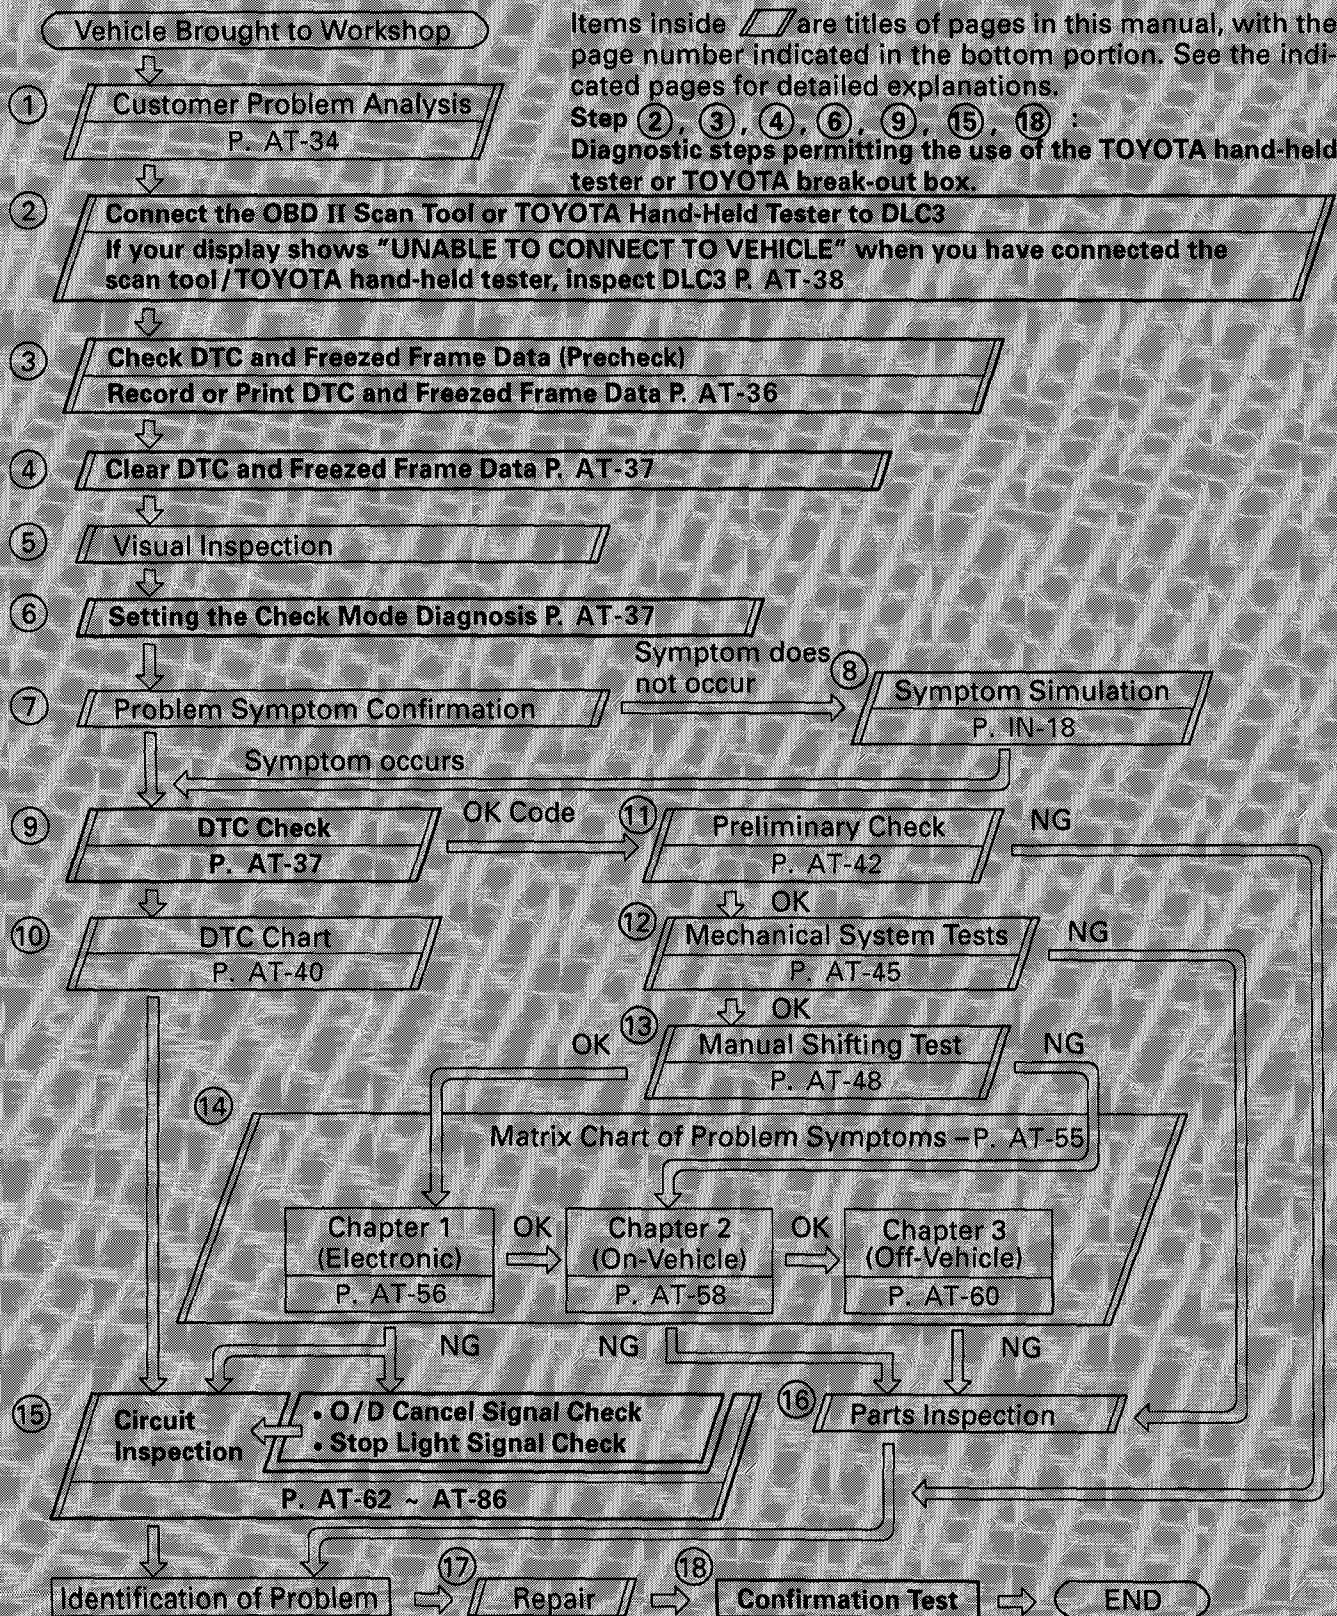 Vehicle Brought to Workshop
Items inside are titles of pages in this manual, with the
page number indicated in the bottom portion. See the indi-
cated pages for detailed explanations.
Step 2, 3, 4, 6, 9, 15, 18 :
Diagnostic steps permitting the use of the TOYOTA hand-held
tester or TOYOTA break-out box.
1
Customer Problem Analysis
P. AT-34
2
Connect the OBD II Scan Tool or TOYOTA Hand-Held Tester to DLC3
If your display shows "UNABLE TO CONNECT TO VEHICLE" when you have connected the
scan tool/TOYOTA hand-held tester, inspect DLC3 P. AT-38
3
Check DTC and Freezed Frame Data (Precheck)
Record or Print DTC and Freezed Frame Data P. AT-36
4
Clear DTC and Freezed Frame Data P. AT-37
5
Visual Inspection
6
Setting the Check Mode Diagnosis P. AT-37
Symptom does
not occur
7
Problem Symptom Confirmation
8
Symptom Simulation
P. IN-18
Symptom occurs
9
DTC Check
P. AT-37
OK Code
11
Preliminary Check
P. AT-42
NG
OK
10
DTC Chart
P. AT-40
12
Mechanical System Tests
P. AT-45
NG
OK
OK
13
Manual Shifting Test
P. AT-48
NG
14
Matrix Chart of Problem Symptoms –P. AT-55
Chapter 1
(Electronic)
P. AT-56
OK
Chapter 2
(On-Vehicle)
P. AT-58
OK
Chapter 3
(Off-Vehicle)
P. AT-60
NG
NG
NG
15
Circuit
Inspection
• O/D Cancel Signal Check
• Stop Light Signal Check
P. AT-62 ~ AT-86
16
Parts Inspection
Identification of Problem
17
Repair
18
Confirmation Test
END